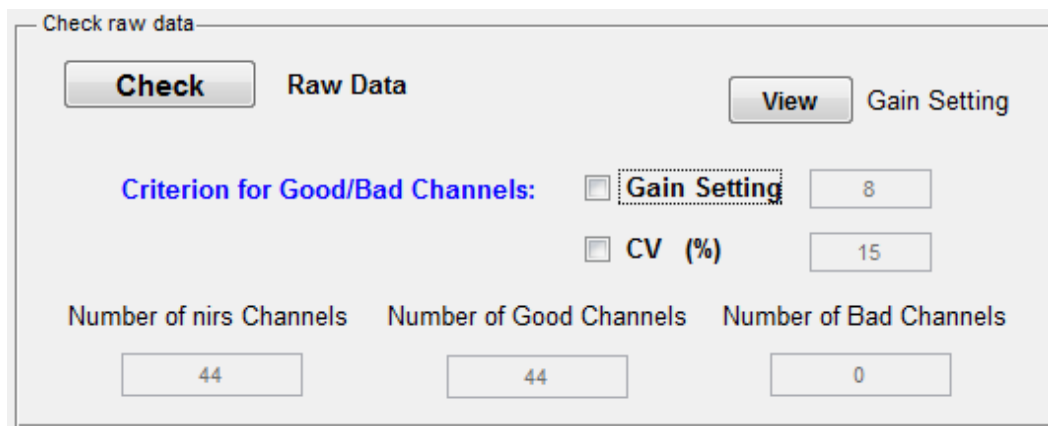 Check raw data
Check Raw Data
View Gain Setting
Criterion for Good/Bad Channels: Gain Setting 8
CV (%) 15
Number of nirs Channels Number of Good Channels Number of Bad Channels
44 44 0